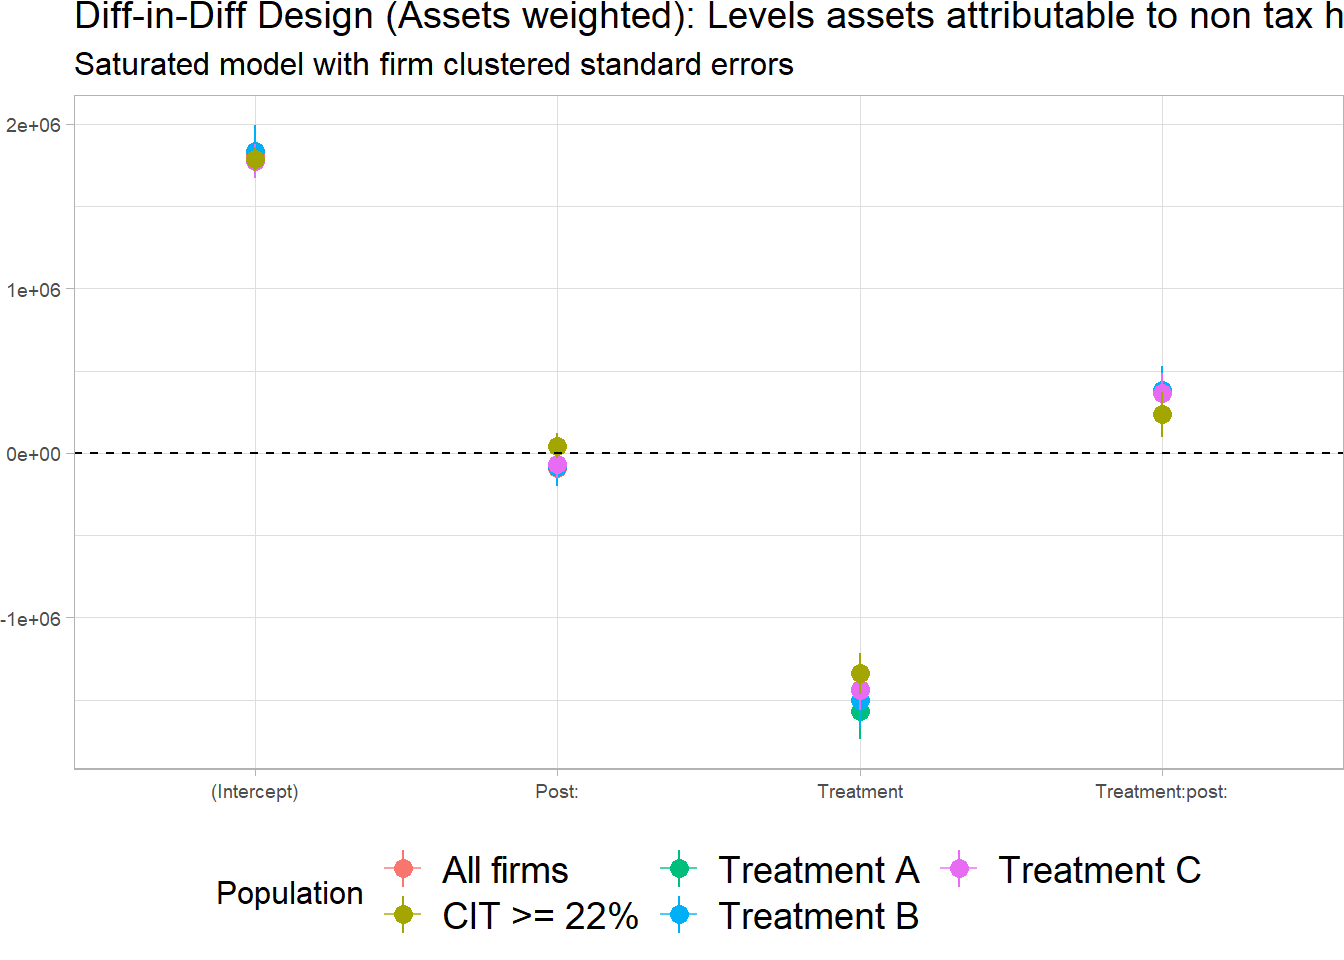 Diff-in-Diff Design (Assets weighted): Levels assets attributable to non tax h
Saturated model with firm clustered standard errors
2e+06
1e+06
0e+00
-1e+06
(Intercept) Post: Treatment Treatment:post:
Population
All firms Treatment A Treatment C
CIT >= 22% Treatment B